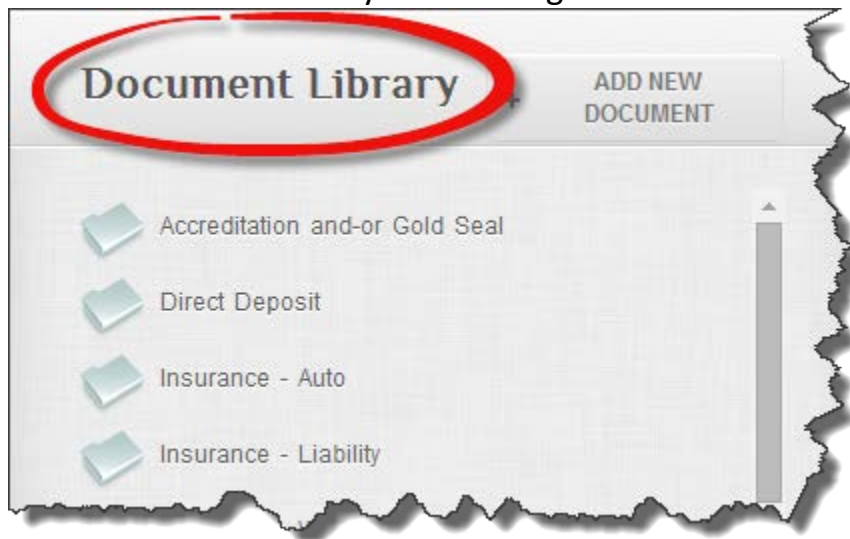 Document Library
ADD NEW
DOCUMENT
Accreditation and-or Gold Seal
Direct Deposit
Insurance - Auto
Insurance - Liability